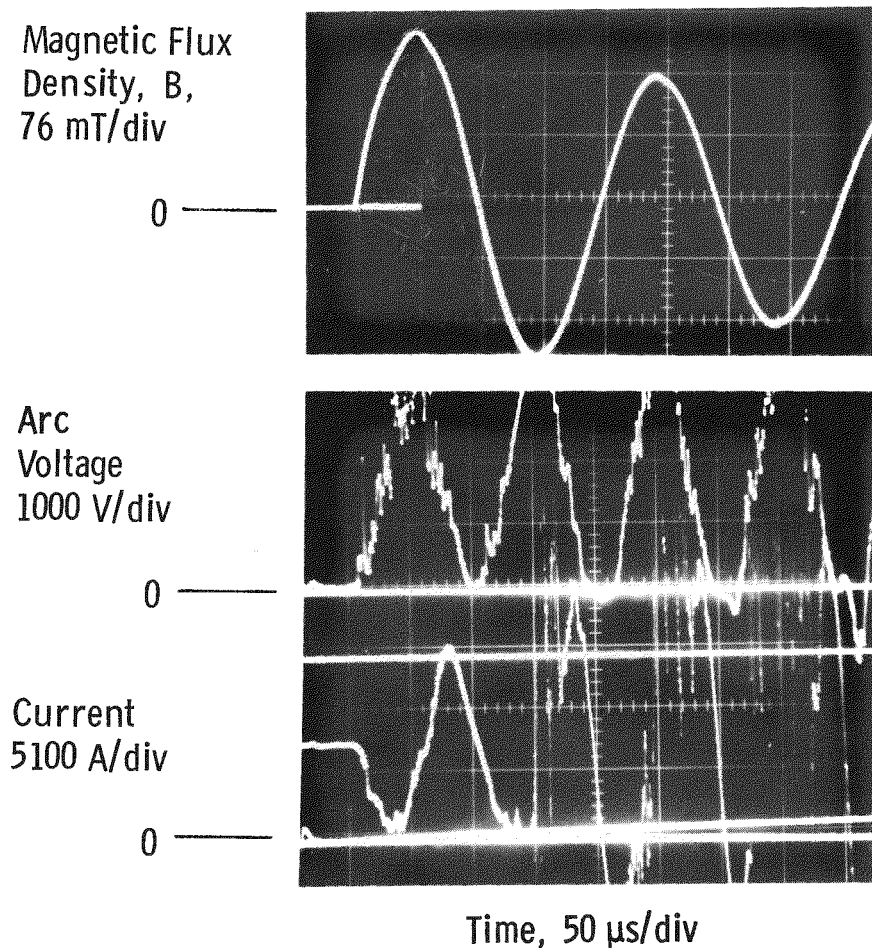 Magnetic Flux
Density, B,
76 mT/div
0
Arc
Voltage
1000 V/div
0
Current
5100 A/div
0
Time, 50 μs/div